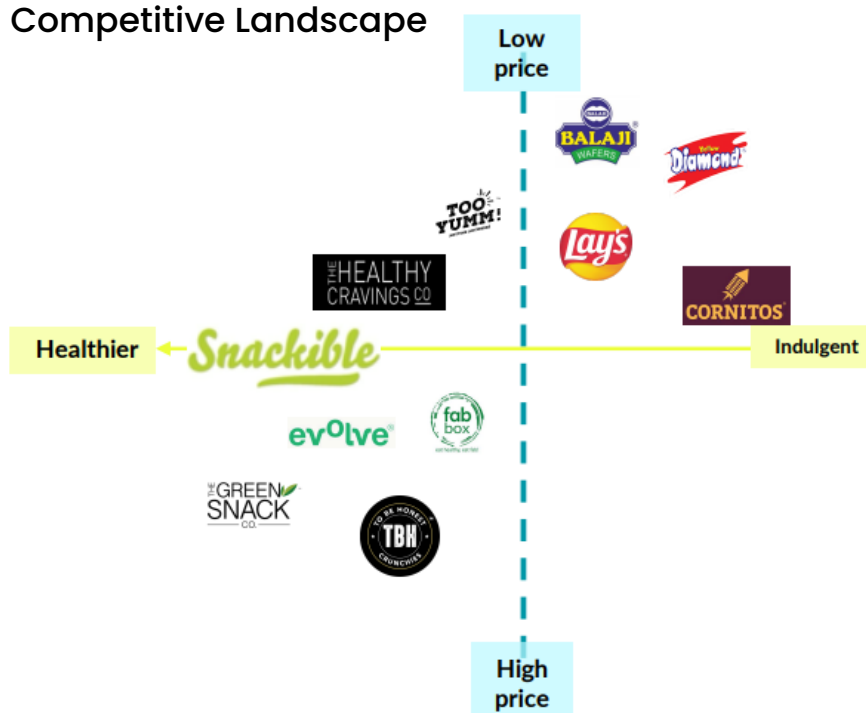 Competitive Landscape
Low
price
BALAJI
WAFERS
Yellow
Diamond
TOO
YUMM!
Lay's
THE HEALTHY
CRAVINGS CO
CORNITOS
Healthier
Snackible
Indulgent
evolve
fab
box
THE GREEN
SNACK
CO.
TO BE HONEST
TBH
CRUNCHIES
High
price